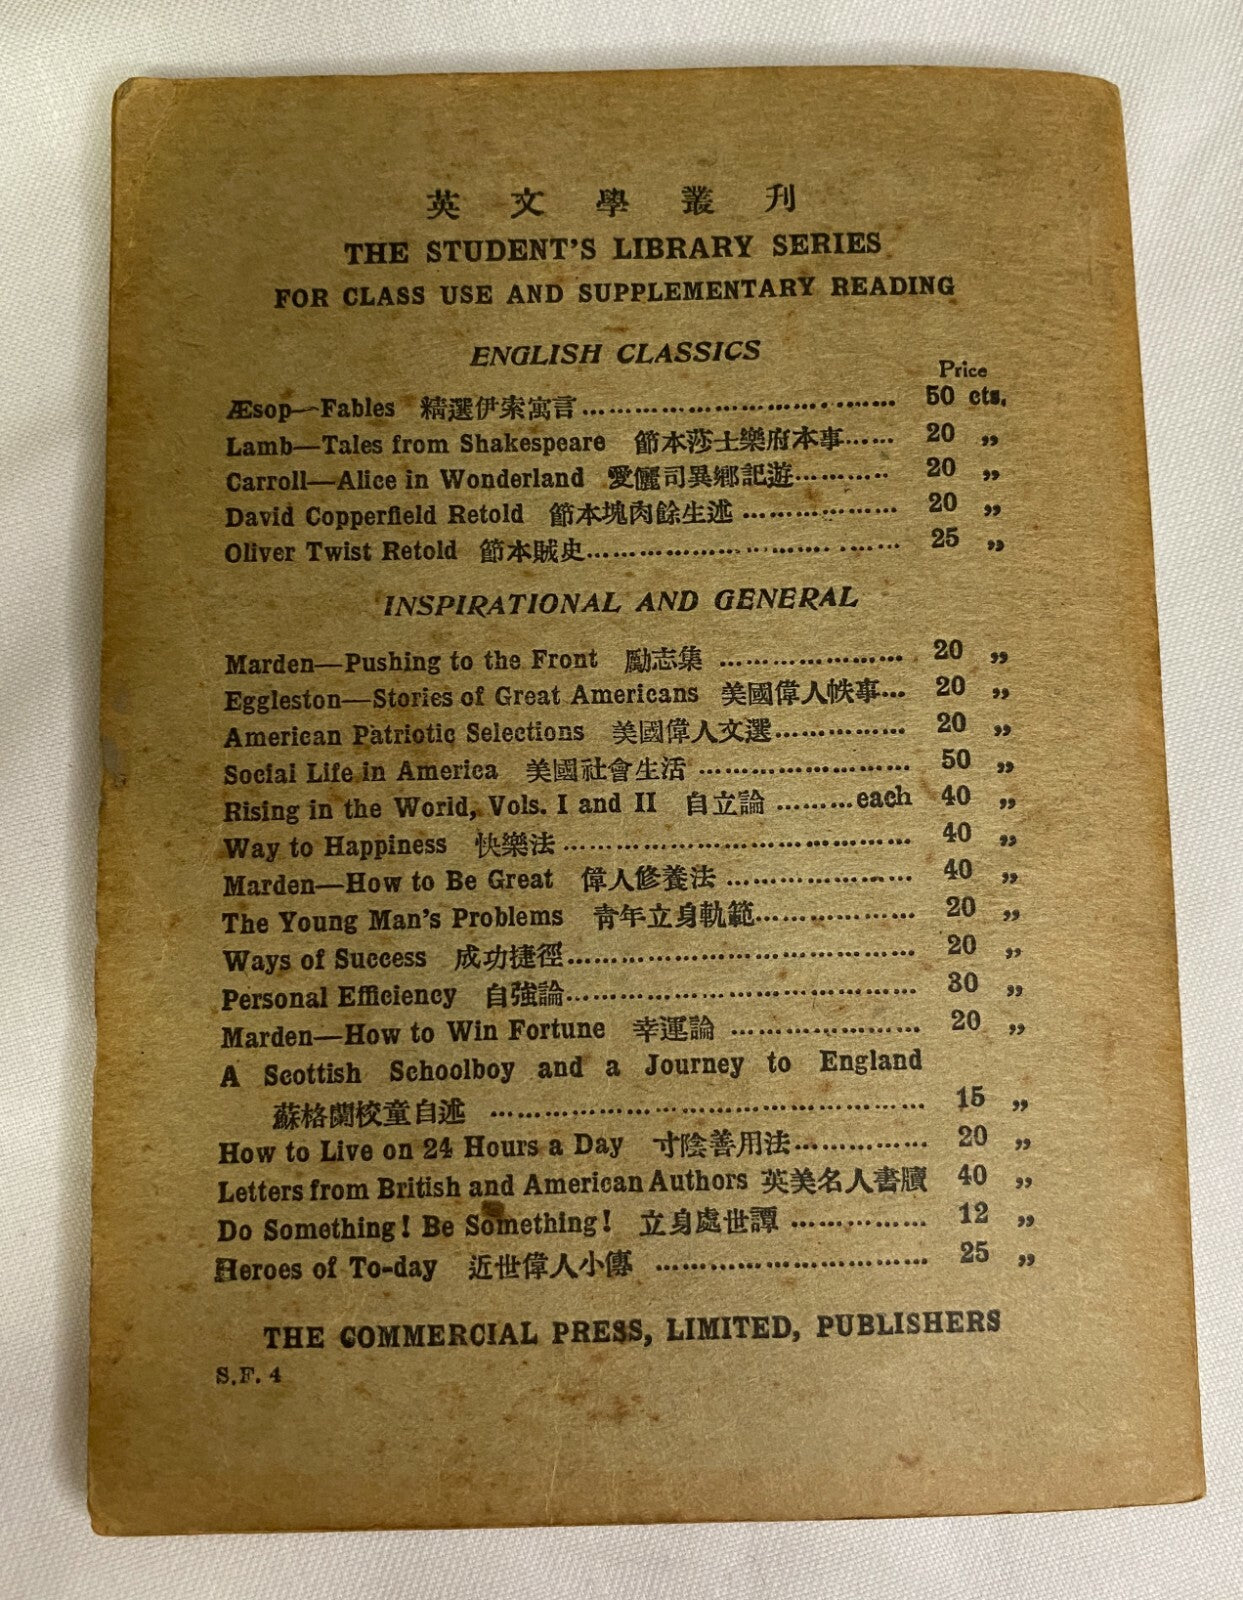 英文學叢刊
THE STUDENT'S LIBRARY SERIES
FOR CLASS USE AND SUPPLEMENTARY READING
ENGLISH CLASSICS
Price
Æsop—Fables 精選伊索寓言........................ 50 cts.
Lamb—Tales from Shakespeare 節本莎士樂府本事...... 20 „
Carroll—Alice in Wonderland 愛儷司異鄉記遊........... 20 „
David Copperfield Retold 節本塊肉餘生述 .................. 20 „
Oliver Twist Retold 節本賊史.................................... 25 „
INSPIRATIONAL AND GENERAL
Marden—Pushing to the Front 勵志集 ..................... 20 „
Eggleston—Stories of Great Americans 美國偉人軼事... 20 „
American Patriotic Selections 美國偉人文選............... 20 „
Social Life in America 美國社會生活 ........................ 50 „
Rising in the World, Vols. I and II 自立論 .........each 40 „
Way to Happiness 快樂法 ....................................... 40 „
Marden—How to Be Great 偉人修養法 ..................... 40 „
The Young Man's Problems 青年立身軌範.................. 20 „
Ways of Success 成功捷徑....................................... 20 „
Personal Efficiency 自強論....................................... 30 „
Marden—How to Win Fortune 幸運論 ..................... 20 „
A Scottish Schoolboy and a Journey to England
蘇格蘭校童自述 ................................................ 15 „
How to Live on 24 Hours a Day 寸陰善用法............... 20 „
Letters from British and American Authors 英美名人書牘 40 „
Do Something! Be Something! 立身處世譚 ............... 12 „
Heroes of To-day 近世偉人小傳 .............................. 25 „
THE COMMERCIAL PRESS, LIMITED, PUBLISHERS
S.F. 4